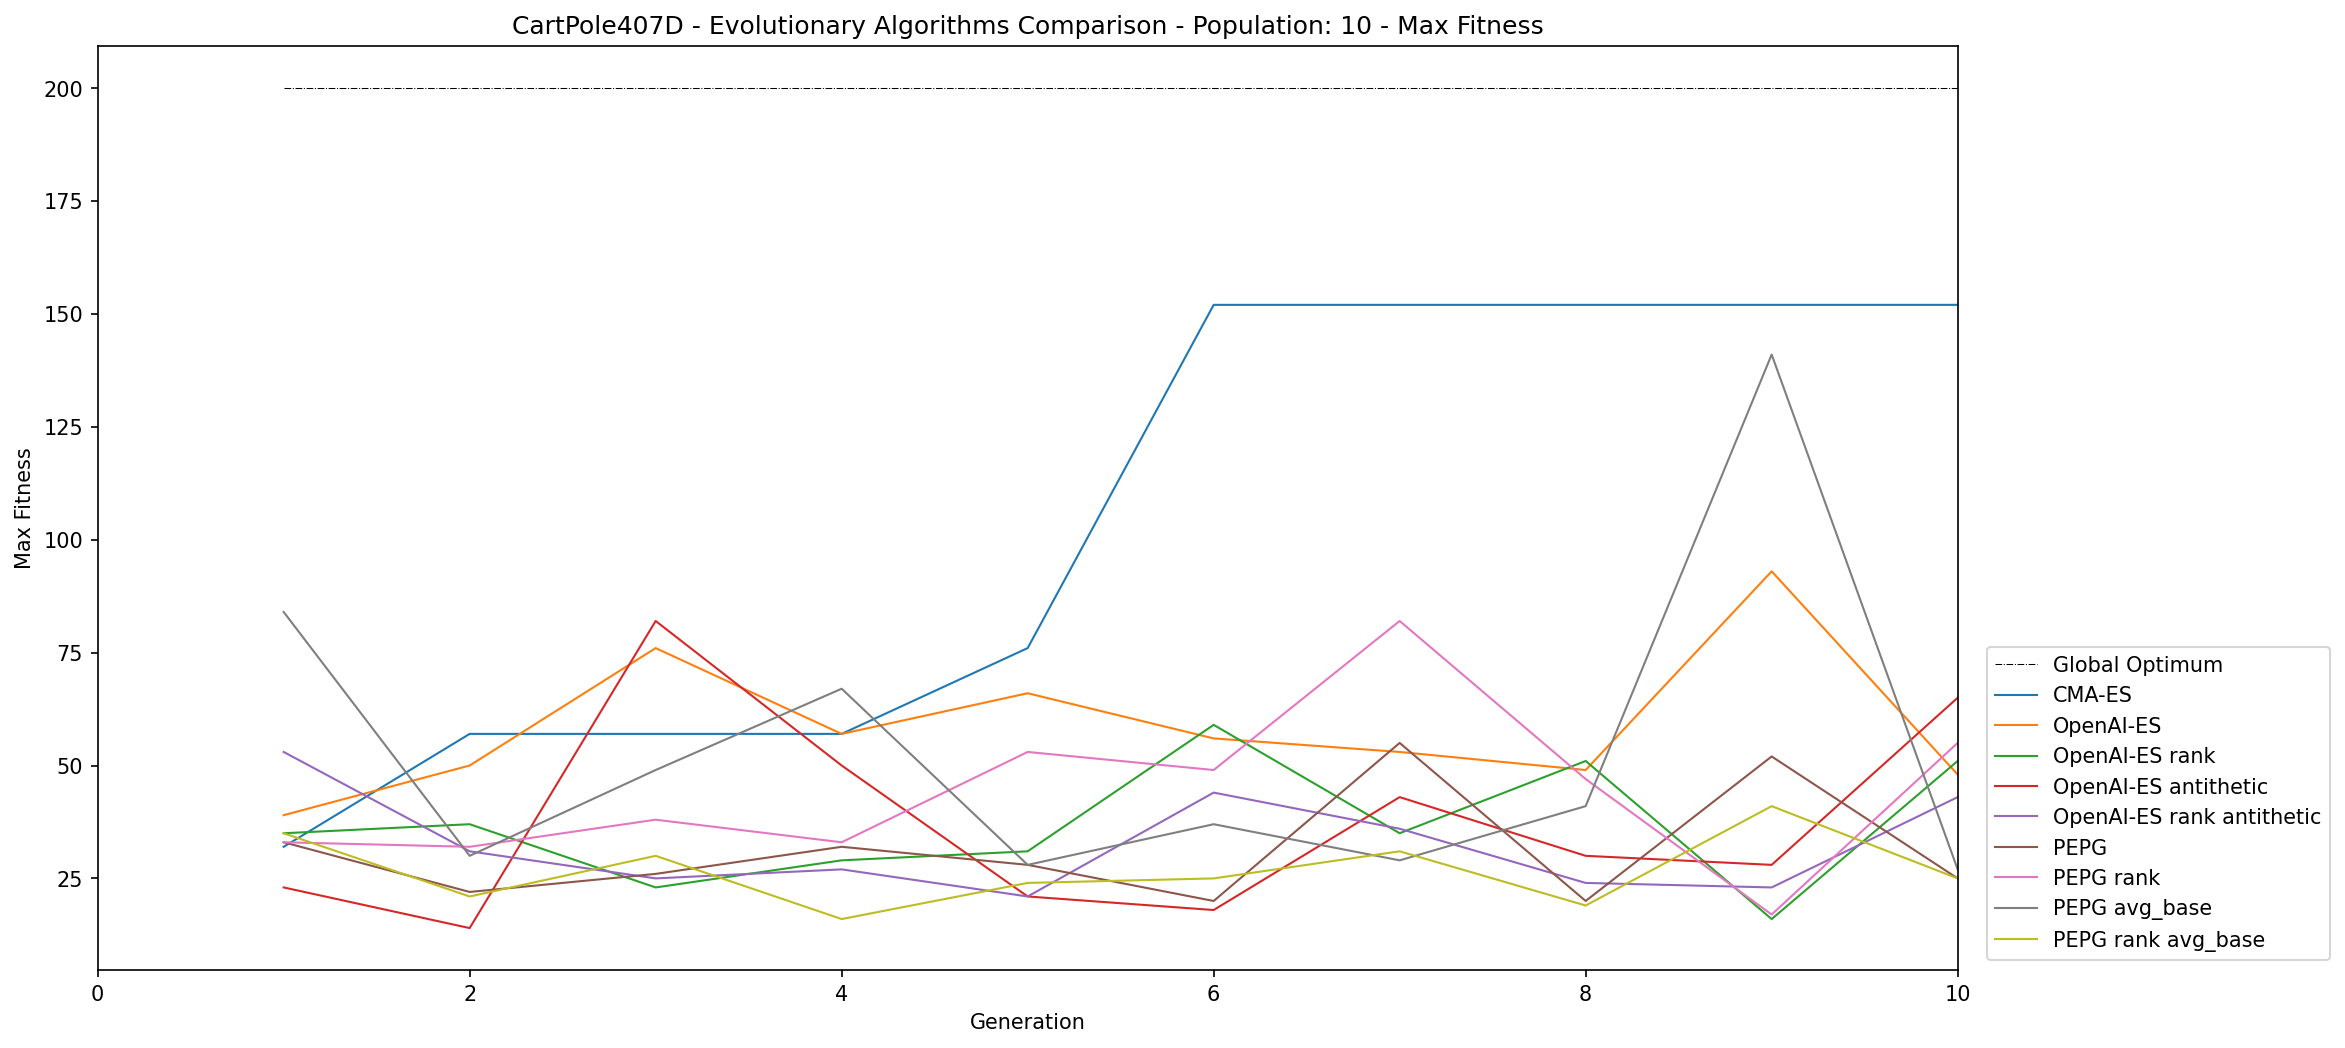 CartPole407D - Evolutionary Algorithms Comparison - Population: 10 - Max Fitness
200
175
150
125
100
75
50
25
Max Fitness
0
2
4
6
8
10
Generation
Global Optimum
CMA-ES
OpenAI-ES
OpenAI-ES rank
OpenAI-ES antithetic
OpenAI-ES rank antithetic
PEPG
PEPG rank
PEPG avg_base
PEPG rank avg_base